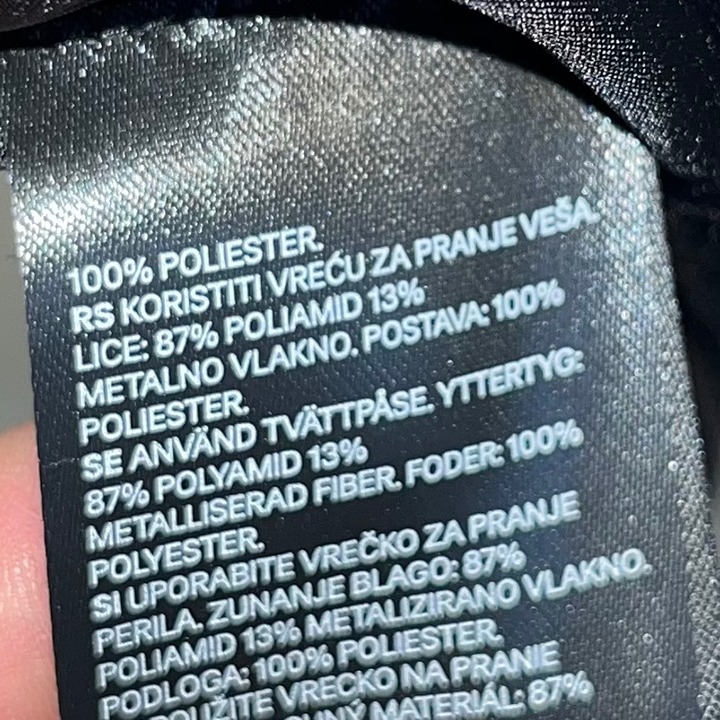 100% POLIESTER.
RS KORISTITI VREĆU ZA PRANJE VEŠA.
LICE: 87% POLIAMID 13%
METALNO VLAKNO. POSTAVA: 100%
POLIESTER.
SE ANVÄND TVÄTTPÅSE. YTTERTYG:
87% POLYAMID 13%
METALLISERAD FIBER. FODER: 100%
POLYESTER.
SI UPORABITE VREČKO ZA PRANJE
PERILA. ZUNANJE BLAGO: 87%
POLIAMID 13% METALIZIRANO VLAKNO.
PODLOGA: 100% POLIESTER.
VRECKO NA PRANIE
MATERIÁL: 87%